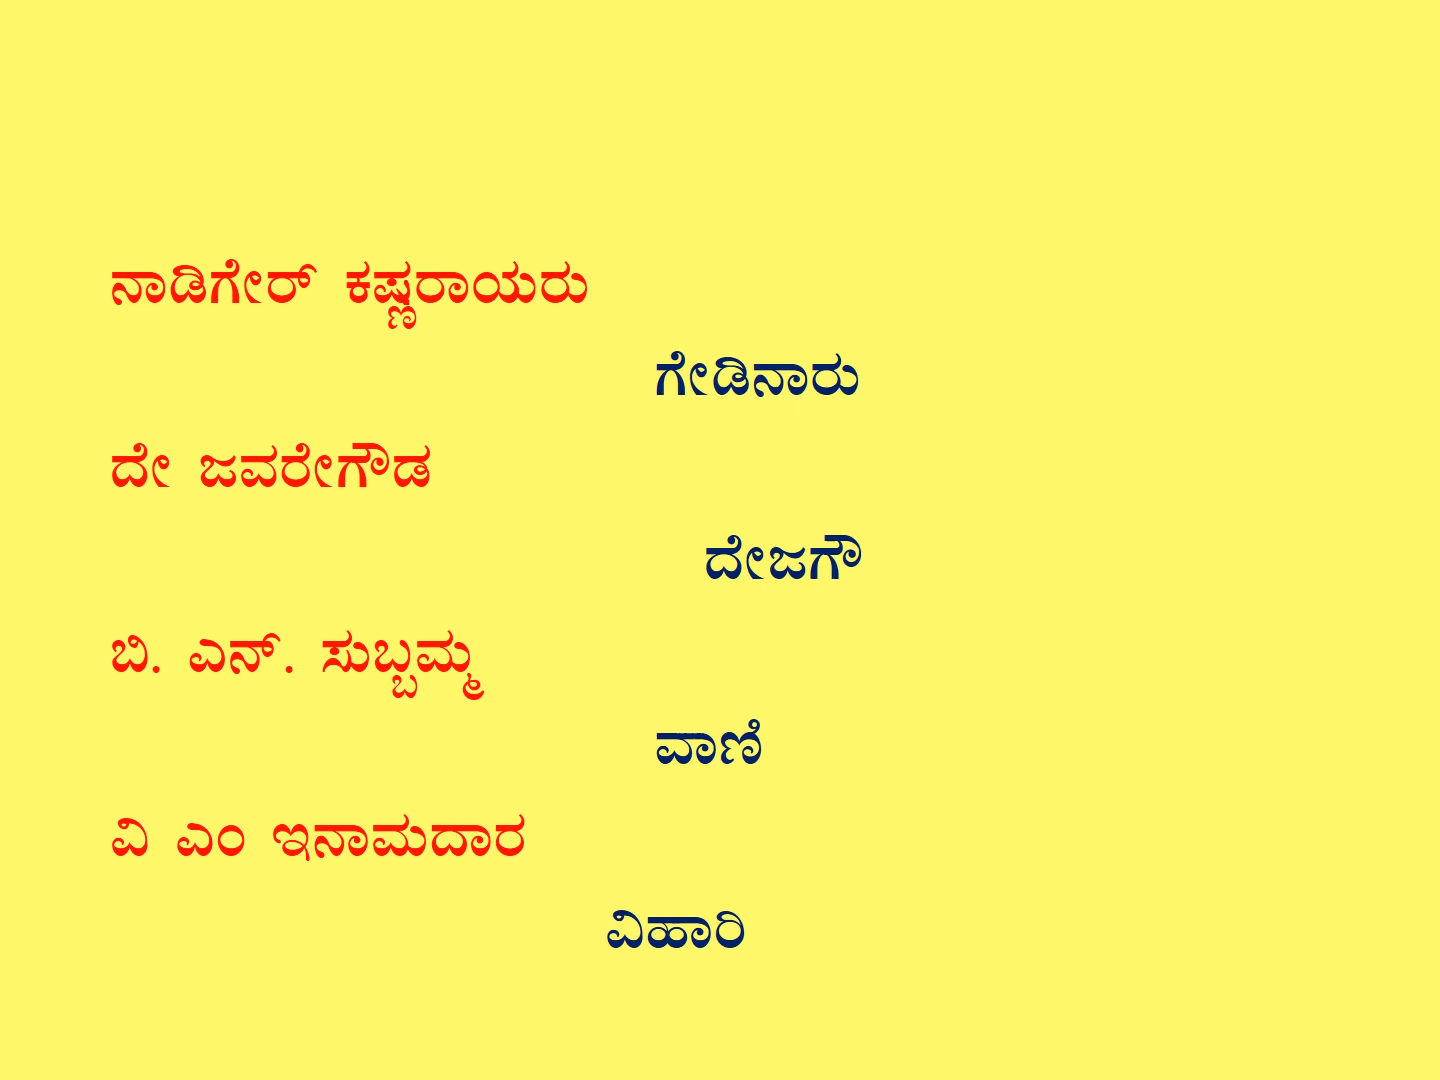 ನಾಡಿಗೇರ್ ಕಷ್ಣರಾಯರು
ಗೇಡಿನಾರು
ದೇ ಜವರೇಗೌಡ
ದೇಜಗೌ
ಬಿ. ಎನ್. ಸುಬ್ಬಮ್ಮ
ವಾಣಿ
ವಿ ಎಂ ಇನಾಮದಾರ
ವಿಹಾರಿ